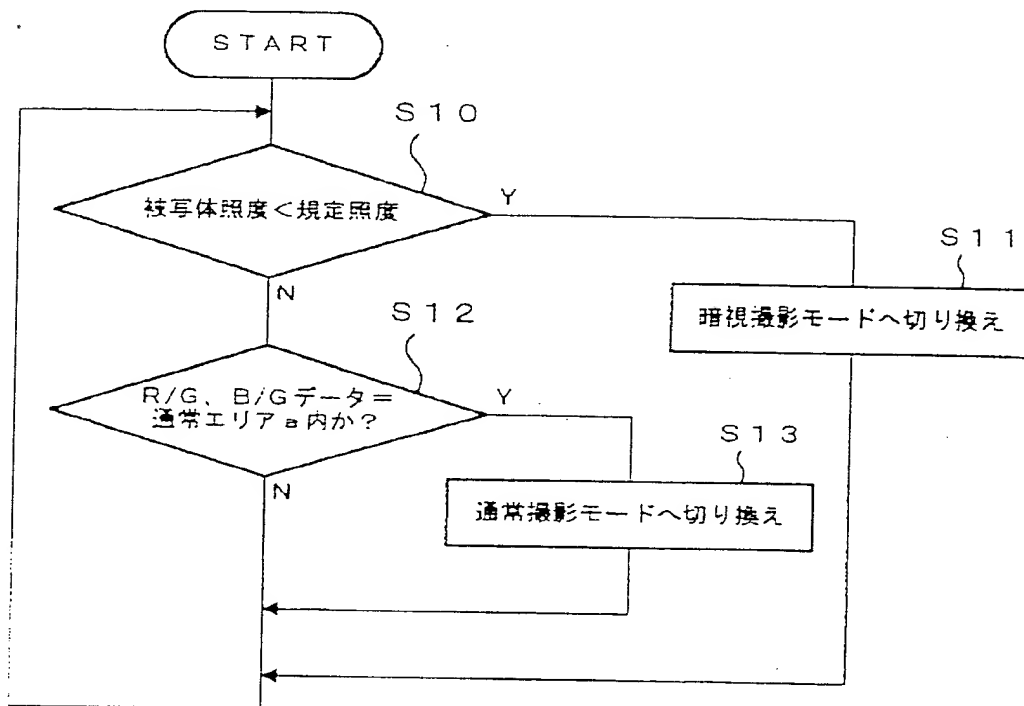 START
S10
被写体照度<規定照度
Y
N
S11
暗視撮影モードへ切り換え
S12
R/G、B/Gデータ=
通常エリアa内か?
Y
N
S13
通常撮影モードへ切り換え